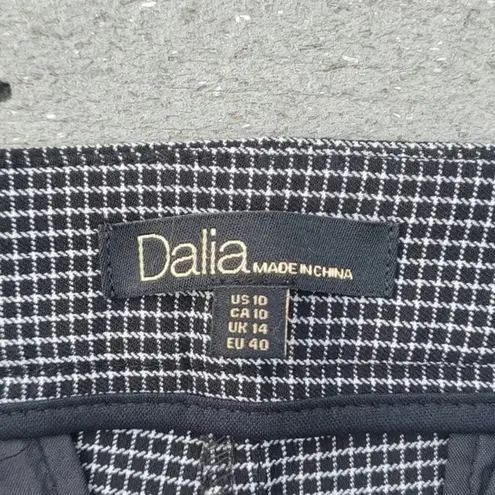 Dalia MADE IN CHINA
US 10
CA 10
UK 14
EU 40